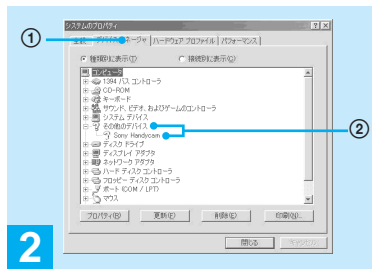 システムのプロパティ
① 全般 デバイス マネージャ ハードウェア プロファイル パフォーマンス
種類別に表示(T) 接続別に表示(C)
コンピュータ
1394 バス コントローラ
CD-ROM
キーボード
サウンド、ビデオ、およびゲームのコントローラ
システム デバイス
その他のデバイス
Sony Handycam
②
ディスク ドライブ
ディスプレイ アダプタ
ネットワーク アダプタ
ハード ディスク コントローラ
フロッピー ディスク コントローラ
ポート (COM / LPT)
マウス
プロパティ(R) 更新(F) 削除(E) 印刷(N)...
閉じる キャンセル
2